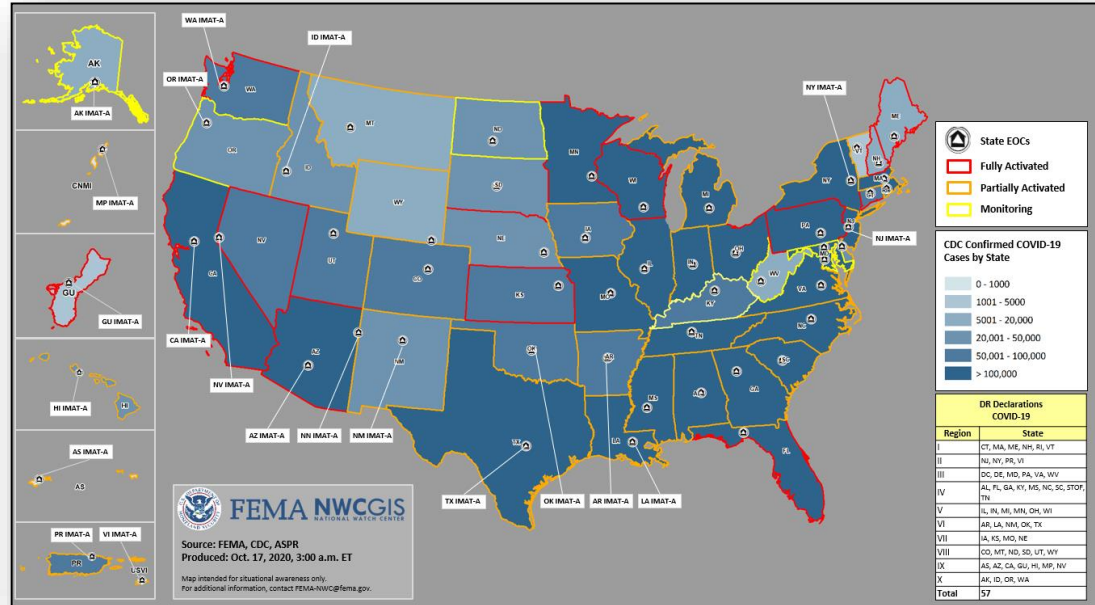 WA IMAT-A
ID IMAT-A
NY IMAT-A
OR IMAT-A
AK
AK IMAT-A
CNMI
MP IMAT-A
GU
GU IMAT-A
HI IMAT-A
HI
AS IMAT-A
AS
PR IMAT-A
VI IMAT-A
PR
USVI
WA
OR
ID
MT
ND
MN
SD
WI
MI
WY
NE
IA
NV
UT
CO
KS
MO
IL
IN
OH
KY
WV
VA
PA
NY
VT
NH
ME
MA
NJ
CA
AZ
NM
OK
AR
TN
NC
SC
MS
GA
LA
TX
FL
NJ IMAT-A
CA IMAT-A
NV IMAT-A
AZ IMAT-A
NN IMAT-A
NM IMAT-A
TX IMAT-A
OK IMAT-A
AR IMAT-A
LA IMAT-A
FEMA NWCGIS
NATIONAL WATCH CENTER
Source: FEMA, CDC, ASPR
Produced: Oct. 17, 2020, 3:00 a.m. ET
Map intended for situational awareness only.
For additional information, contact FEMA-NWC@fema.gov.
State EOCs
Fully Activated
Partially Activated
Monitoring
CDC Confirmed COVID-19
Cases by State
0 - 1000
1001 - 5000
5001 - 20,000
20,001 - 50,000
50,001 - 100,000
> 100,000
DR Declarations
COVID-19
Region State
I CT, MA, ME, NH, RI, VT
II NJ, NY, PR, VI
III DC, DE, MD, PA, VA, WV
IV AL, FL, GA, KY, MS, NC, SC, STOF,
TN
V IL, IN, MI, MN, OH, WI
VI AR, LA, NM, OK, TX
VII IA, KS, MO, NE
VIII CO, MT, ND, SD, UT, WY
IX AS, AZ, CA, GU, HI, MP, NV
X AK, ID, OR, WA
Total 57